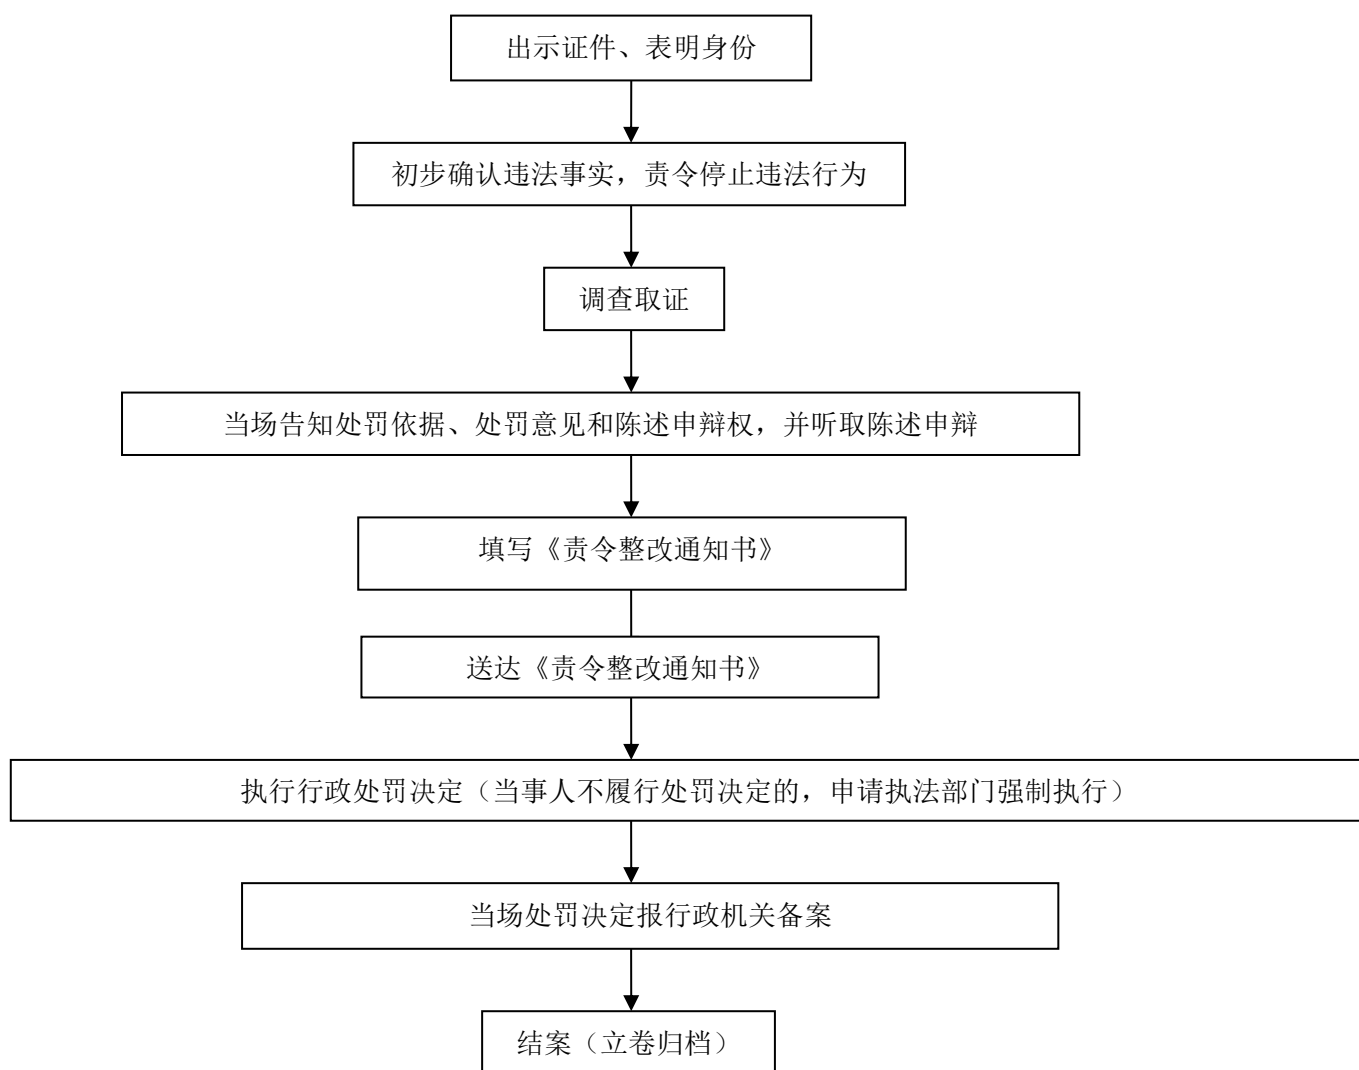 出示证件、表明身份
初步确认违法事实，责令停止违法行为
调查取证
当场告知处罚依据、处罚意见和陈述申辩权，并听取陈述申辩
填写《责令整改通知书》
送达《责令整改通知书》
执行行政处罚决定（当事人不履行处罚决定的，申请执法部门强制执行）
当场处罚决定报行政机关备案
结案（立卷归档）